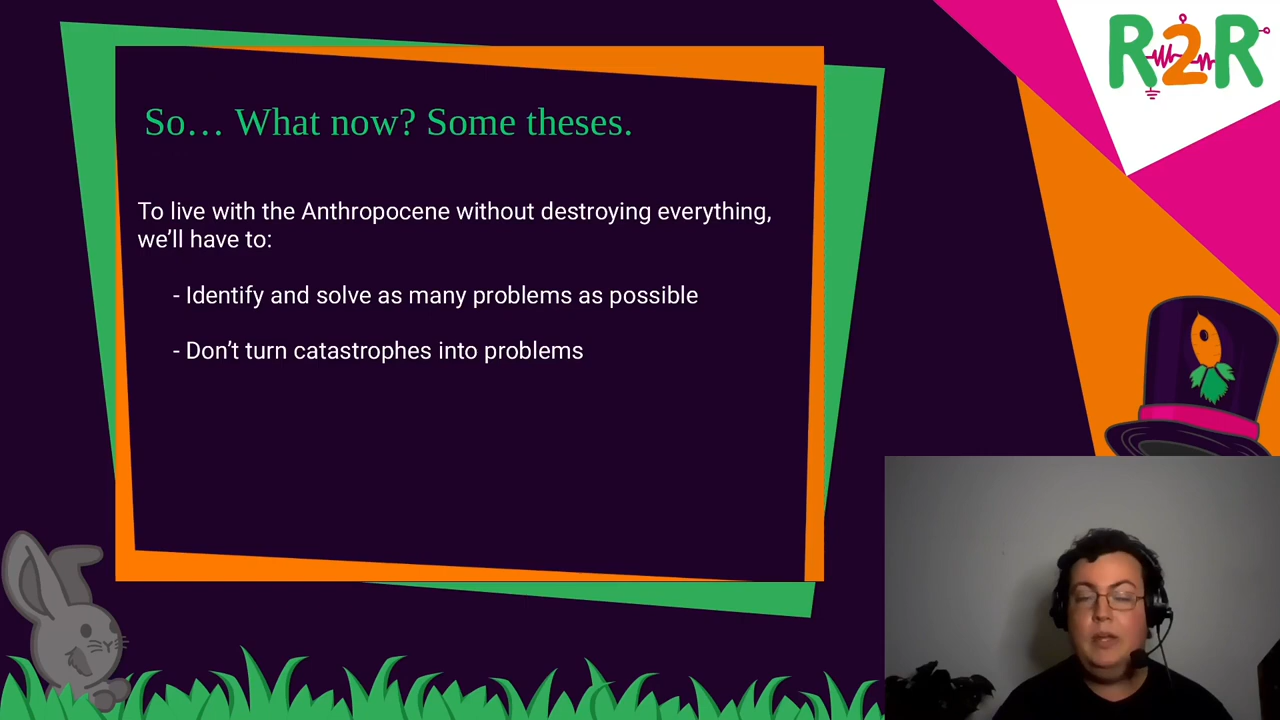 R2R
So… What now? Some theses.
To live with the Anthropocene without destroying everything,
we’ll have to:
- Identify and solve as many problems as possible
- Don’t turn catastrophes into problems